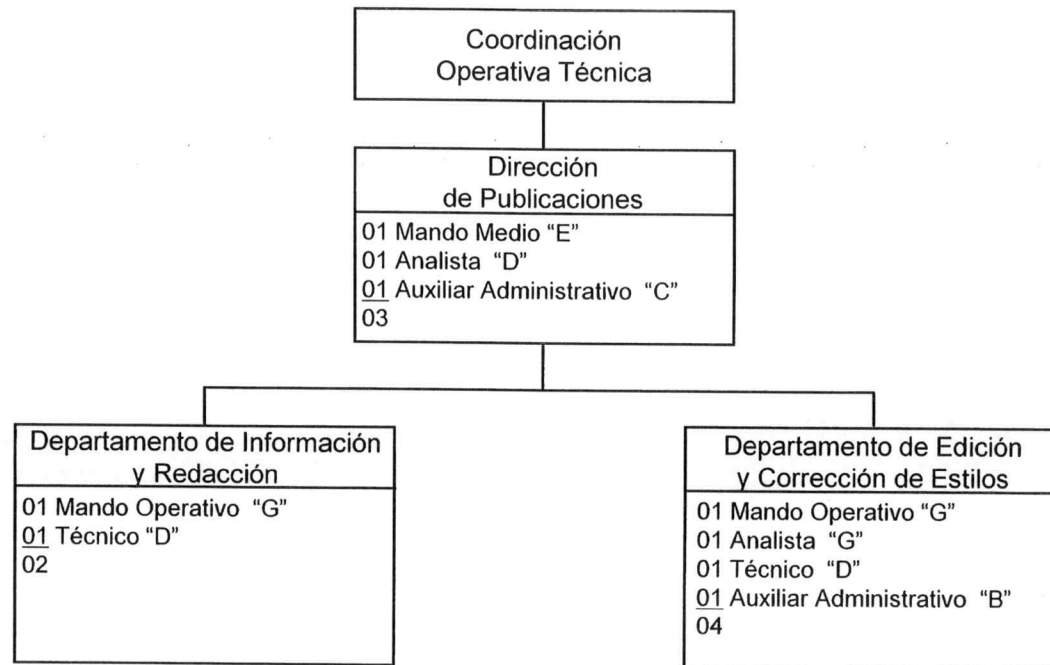 Coordinación
Operativa Técnica
Dirección
de Publicaciones
01 Mando Medio “E”
01 Analista “D”
01 Auxiliar Administrativo “C”
03
Departamento de Información
y Redacción
01 Mando Operativo “G”
01 Técnico “D”
02
Departamento de Edición
y Corrección de Estilos
01 Mando Operativo “G”
01 Analista “G”
01 Técnico “D”
01 Auxiliar Administrativo “B”
04